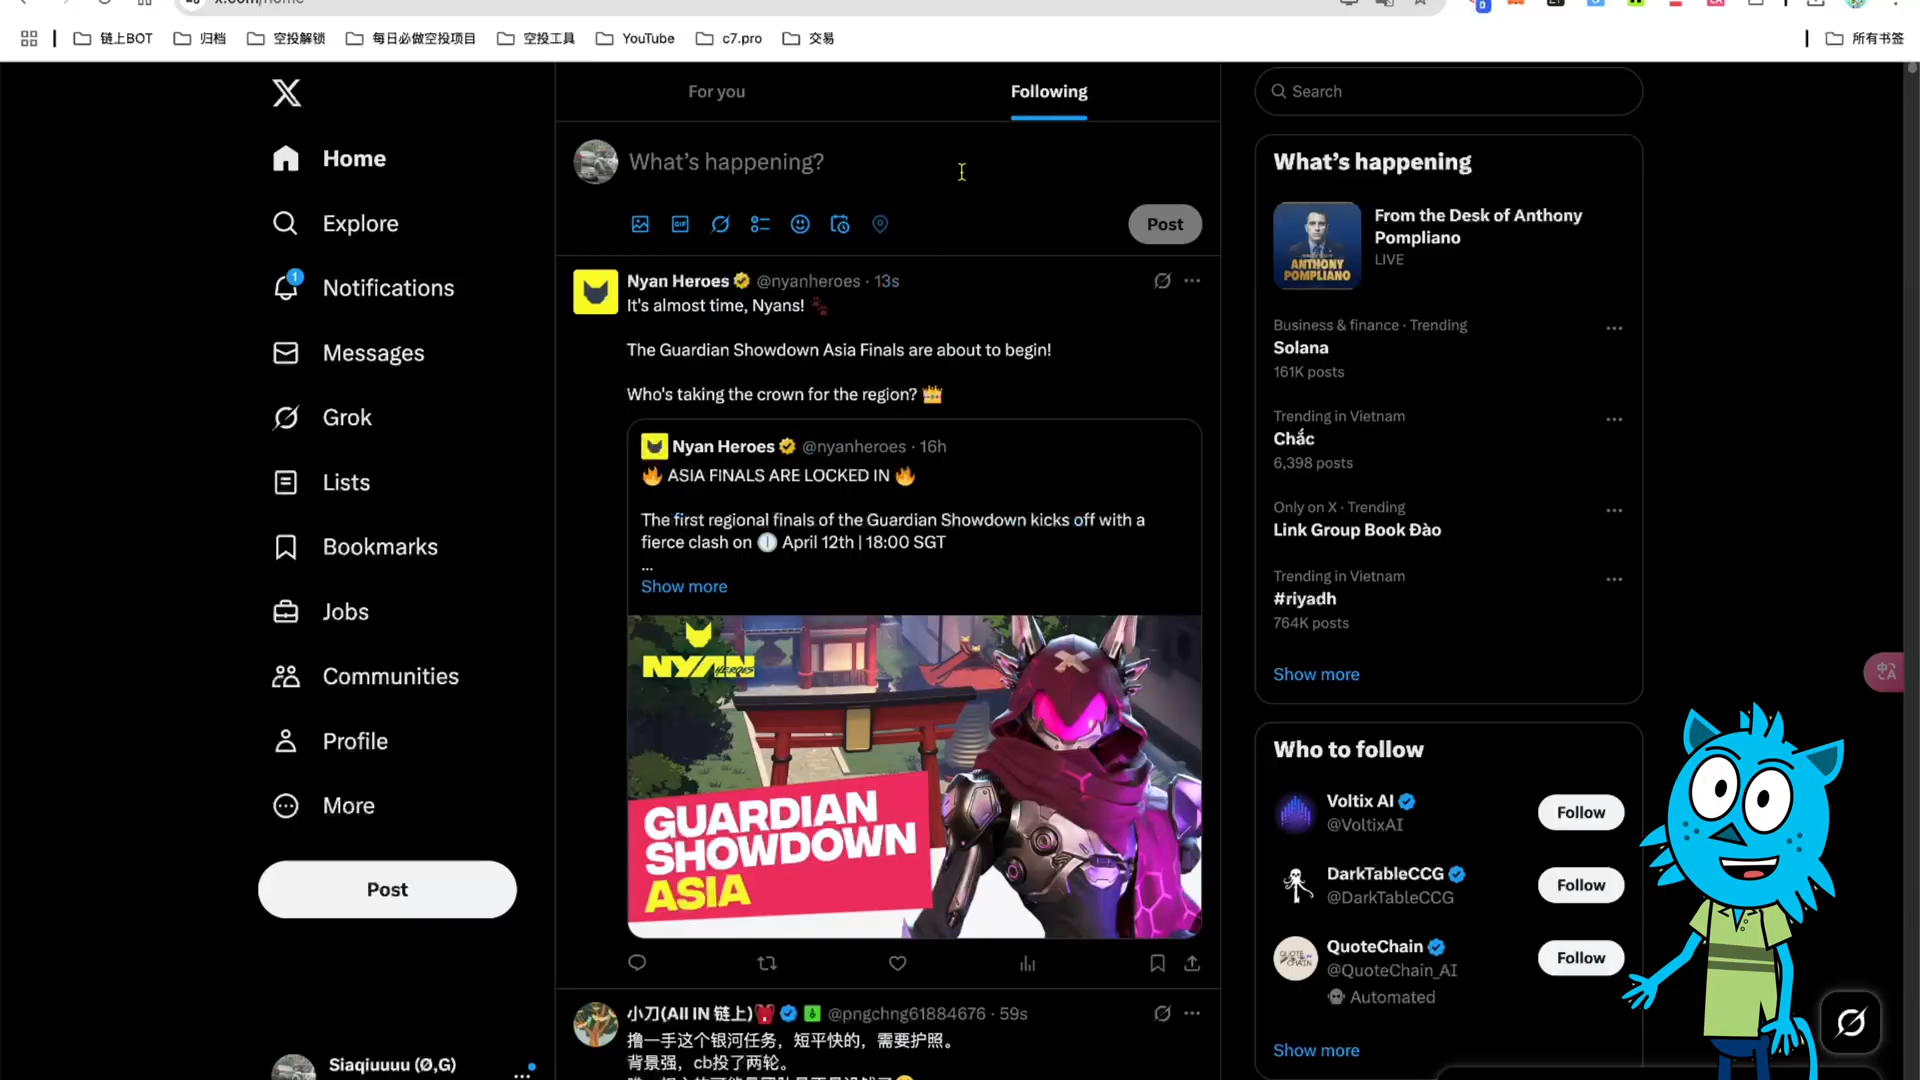 x.com/home
链上BOT
归档
空投解锁
每日必做空投项目
空投工具
YouTube
c7.pro
交易
所有书签
Home
Explore
1
Notifications
Messages
Grok
Lists
Bookmarks
Jobs
Communities
Profile
More
Post
Siaqiuuuu (Ø,G)
For you
Following
What's happening?
GIF
Post
Nyan Heroes @nyanheroes · 13s
It's almost time, Nyans!
The Guardian Showdown Asia Finals are about to begin!
Who's taking the crown for the region?
Nyan Heroes @nyanheroes · 16h
ASIA FINALS ARE LOCKED IN
The first regional finals of the Guardian Showdown kicks off with a
fierce clash on April 12th | 18:00 SGT
...
Show more
NYAN HEROES
GUARDIAN
SHOWDOWN
ASIA
小刀(All IN 链上) @pngchng61884676 · 59s
撸一手这个银河任务，短平快的，需要护照。
背景强，cb投了两轮。
Search
What's happening
ANTHONY
POMPLIANO
From the Desk of Anthony
Pompliano
LIVE
Business & finance · Trending
Solana
161K posts
Trending in Vietnam
Chắc
6,398 posts
Only on X · Trending
Link Group Book Đào
Trending in Vietnam
#riyadh
764K posts
Show more
Who to follow
Voltix AI
@VoltixAI
Follow
DarkTableCCG
@DarkTableCCG
Follow
QUOTE
CHAIN
QuoteChain
@QuoteChain_AI
Automated
Follow
Show more
中A